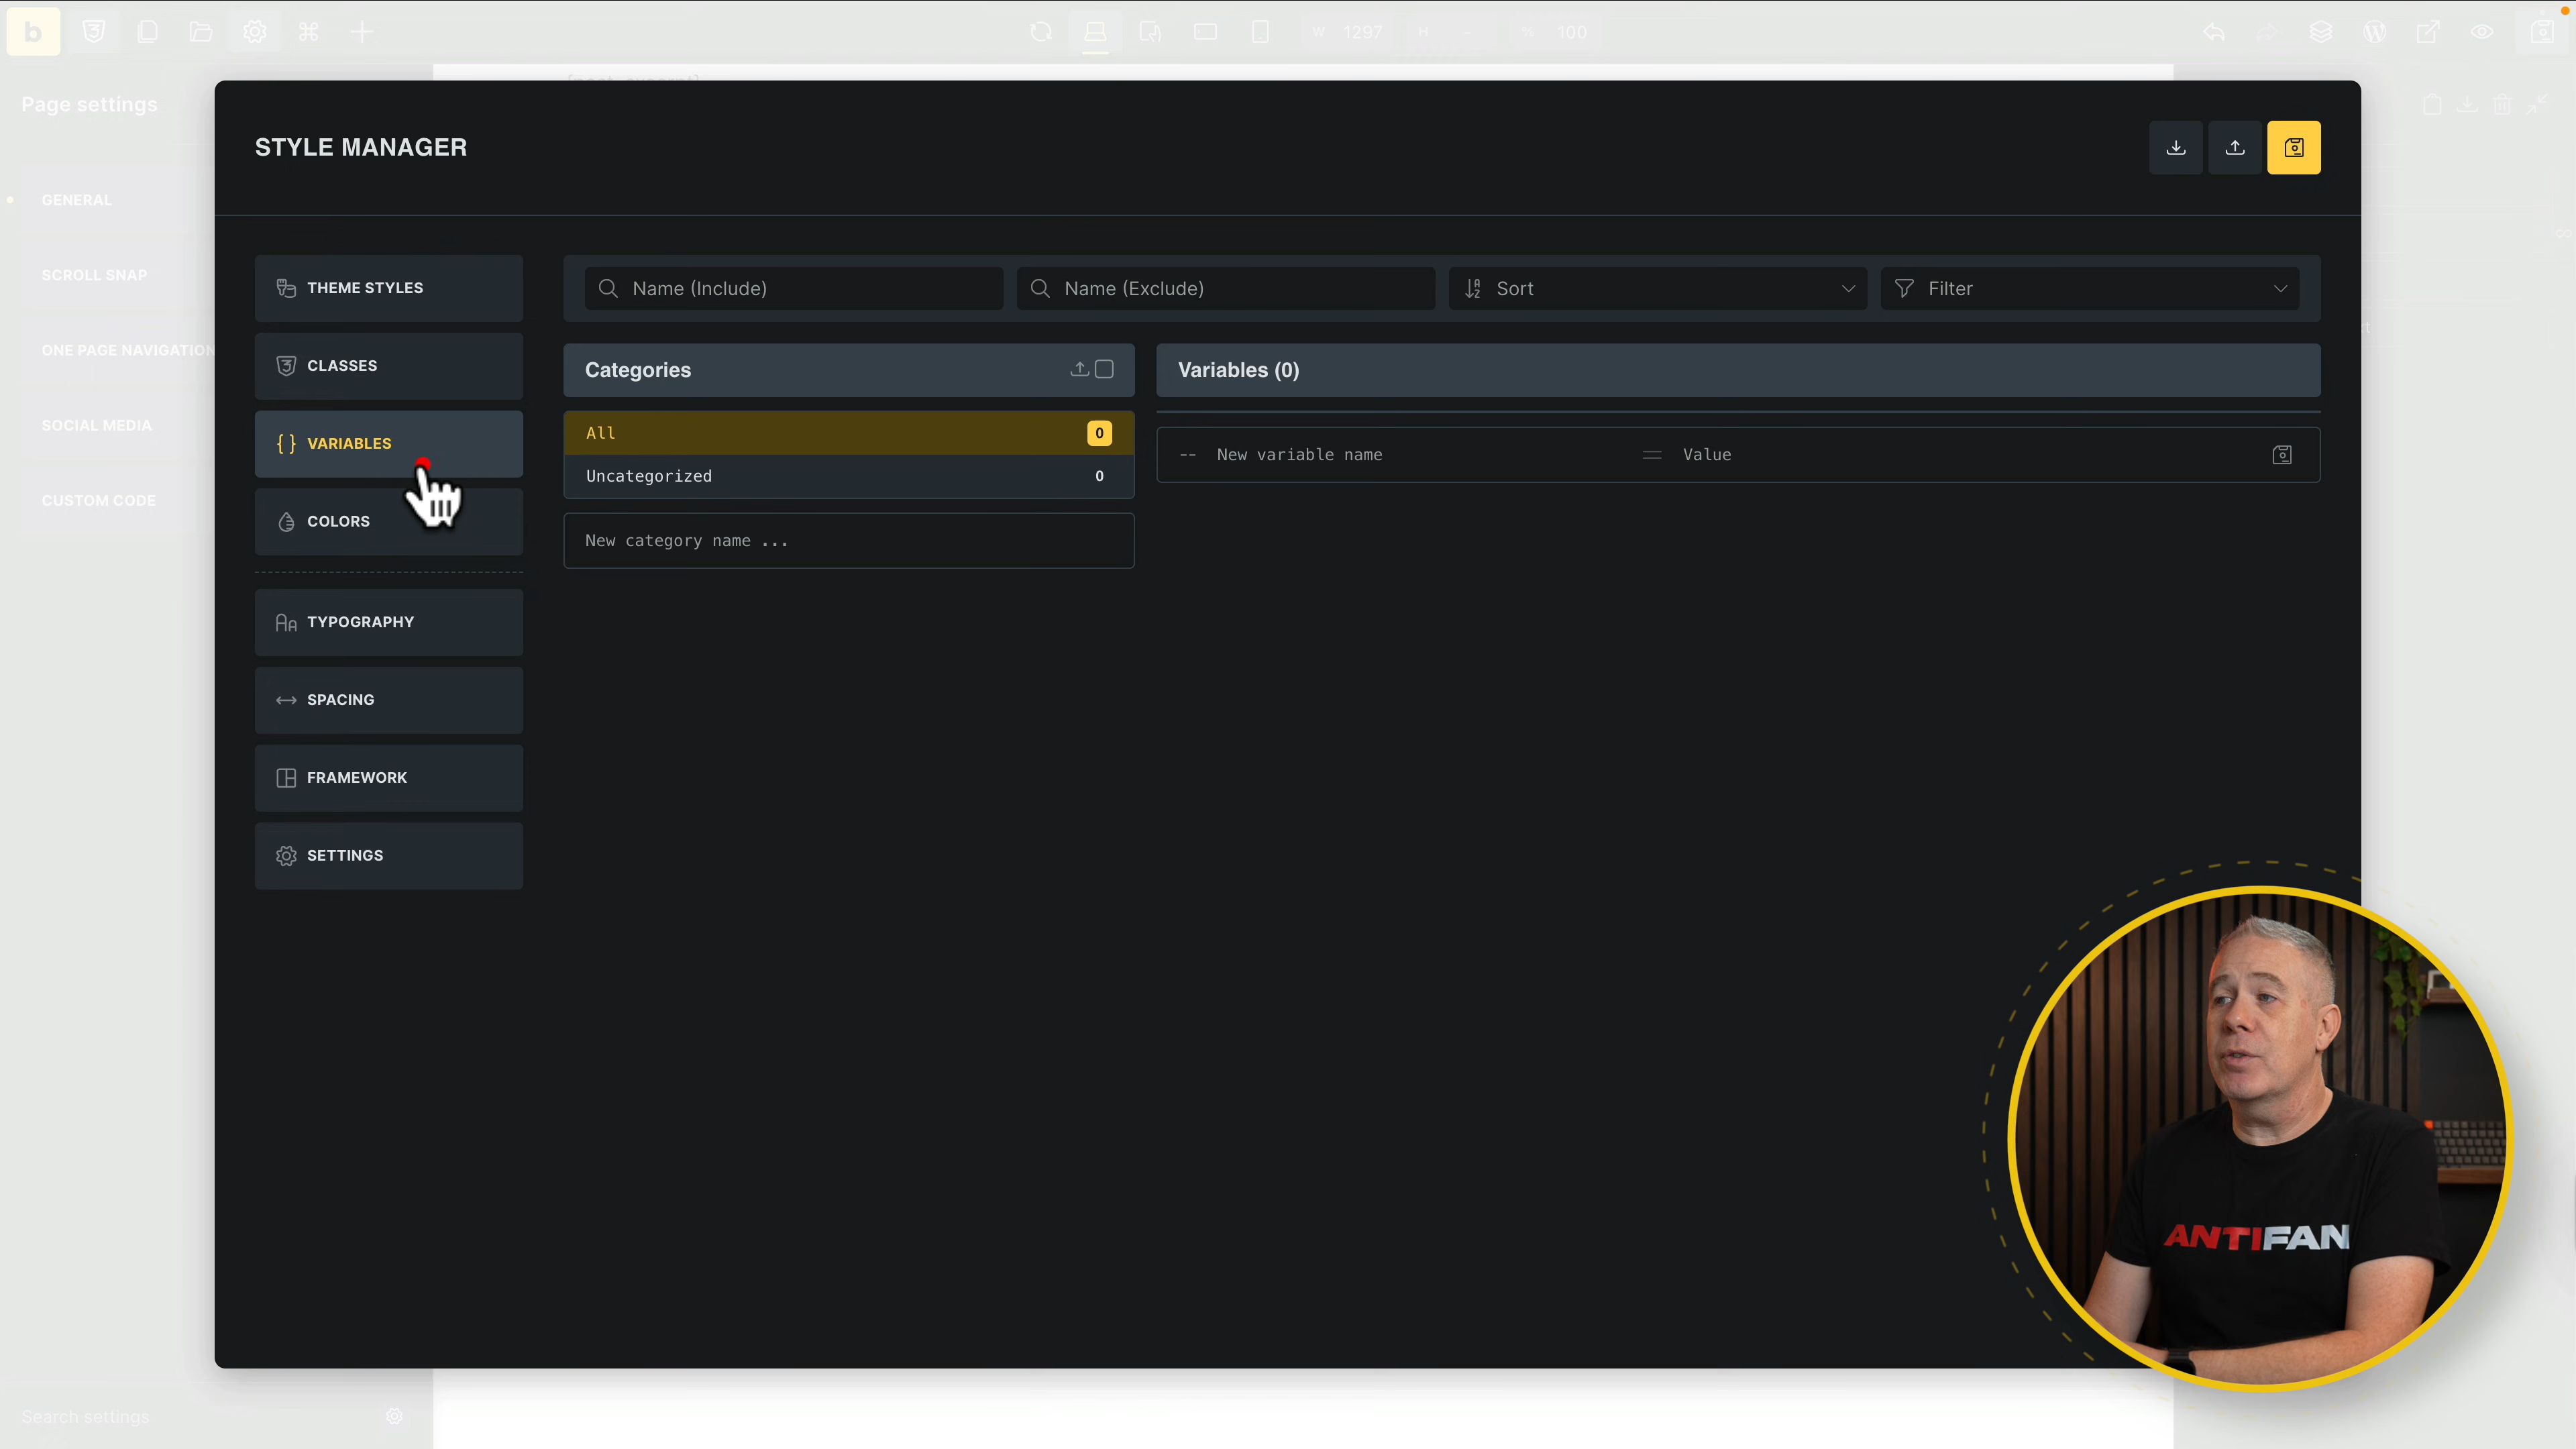 b
W 1297 H - % 100
{post_excerpt}
Page settings
GENERAL
SCROLL SNAP
ONE PAGE NAVIGATION
SOCIAL MEDIA
CUSTOM CODE
Search settings
STYLE MANAGER
THEME STYLES
CLASSES
{ } VARIABLES
COLORS
TYPOGRAPHY
SPACING
FRAMEWORK
SETTINGS
Name (Include)
Name (Exclude)
Sort
Filter
Categories
All 0
Uncategorized 0
New category name ...
Variables (0)
-- New variable name = Value
ANTIFAN